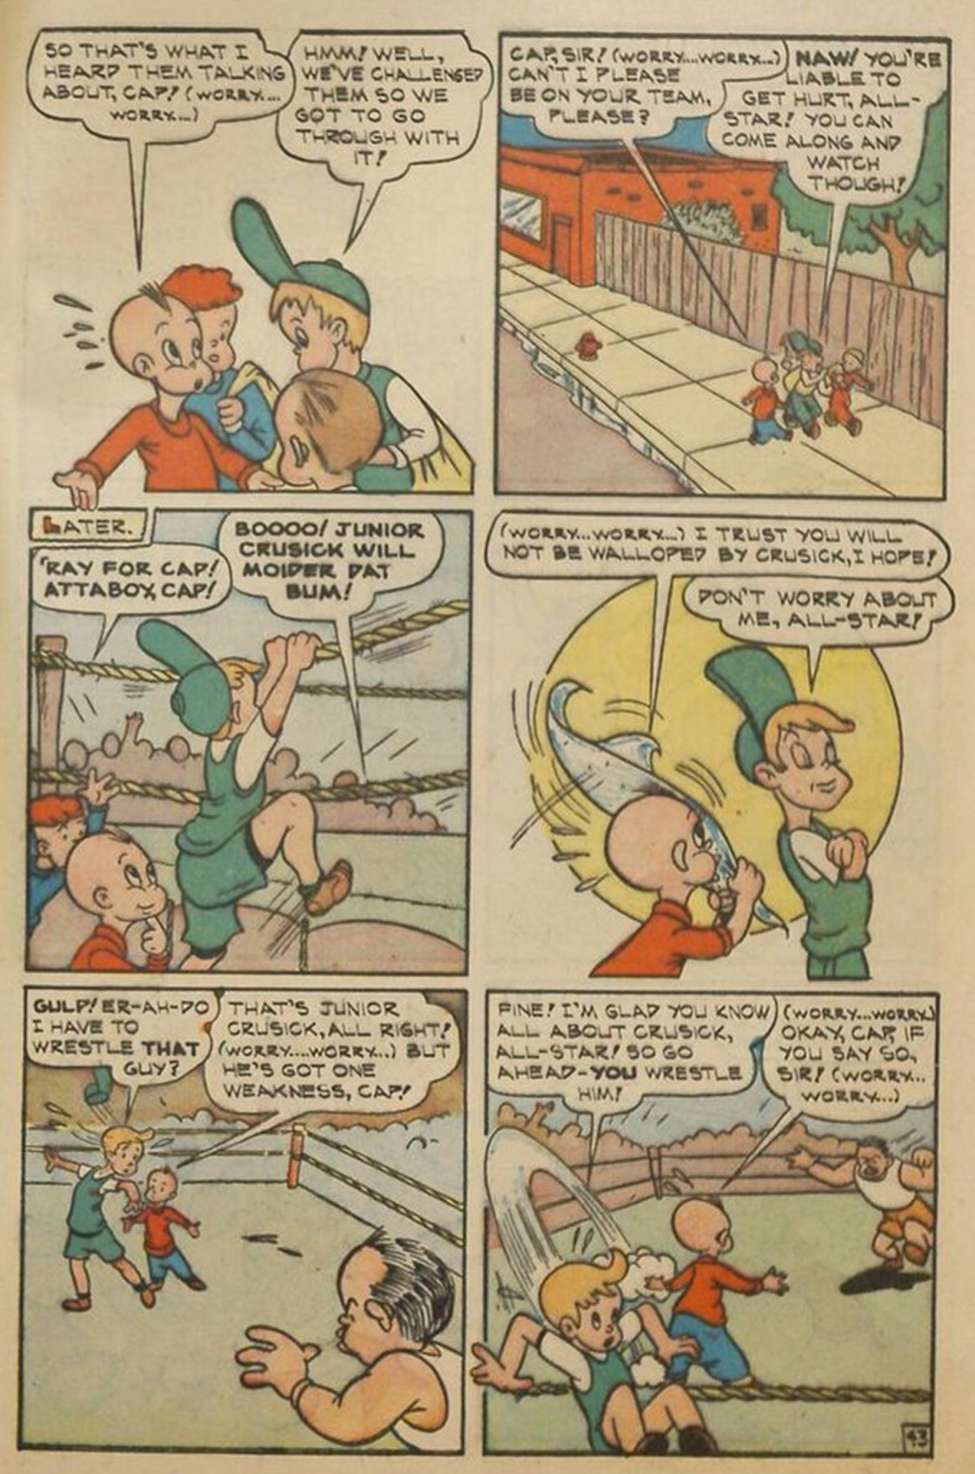 SO THAT'S WHAT I
HEARD THEM TALKING
ABOUT, CAP! (WORRY...
WORRY...)
HMM! WELL,
WE'VE CHALLENGED
THEM SO WE
GOT TO GO
THROUGH WITH
IT!
CAP, SIR! (WORRY...WORRY...)
CAN'T I PLEASE
BE ON YOUR TEAM,
PLEASE?
NAW! YOU'RE
LIABLE TO
GET HURT, ALL-
STAR! YOU CAN
COME ALONG AND
WATCH
THOUGH!
LATER.
'RAY FOR CAP!
ATTABOY, CAP!
BOOOO! JUNIOR
CRUSICK WILL
MOIDER DAT
BUM!
(WORRY...WORRY...) I TRUST YOU WILL
NOT BE WALLOPED BY CRUSICK, I HOPE!
DON'T WORRY ABOUT
ME, ALL-STAR!
GULP! ER-AH-DO
I HAVE TO
WRESTLE THAT
GUY?
THAT'S JUNIOR
CRUSICK, ALL RIGHT!
(WORRY....WORRY...) BUT
HE'S GOT ONE
WEAKNESS, CAP!
FINE! I'M GLAD YOU KNOW
ALL ABOUT CRUSICK,
ALL-STAR! SO GO
AHEAD-YOU WRESTLE
HIM!
(WORRY...WORRY)
OKAY, CAP, IF
YOU SAY SO,
SIR! (WORRY...
WORRY...)
43